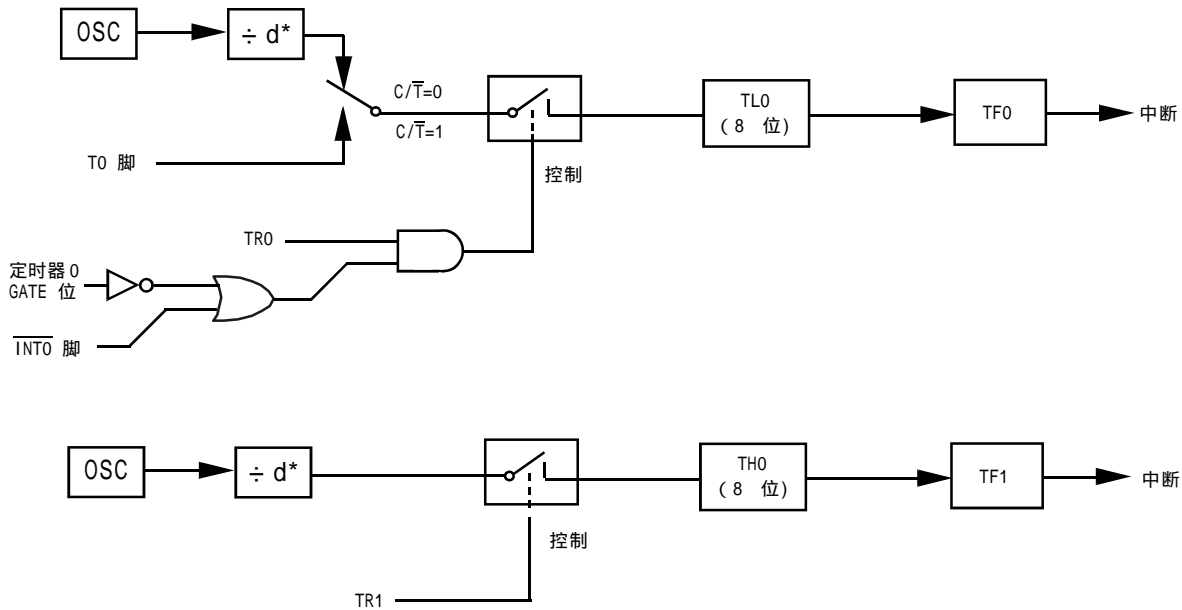 OSC
÷ d*
C/T̅=0
C/T̅=1
T0 脚
控制
TL0
(8 位)
TF0
中断
TR0
定时器0
GATE 位
I̅N̅T̅0̅ 脚
OSC
÷ d*
控制
TR1
TH0
(8 位)
TF1
中断